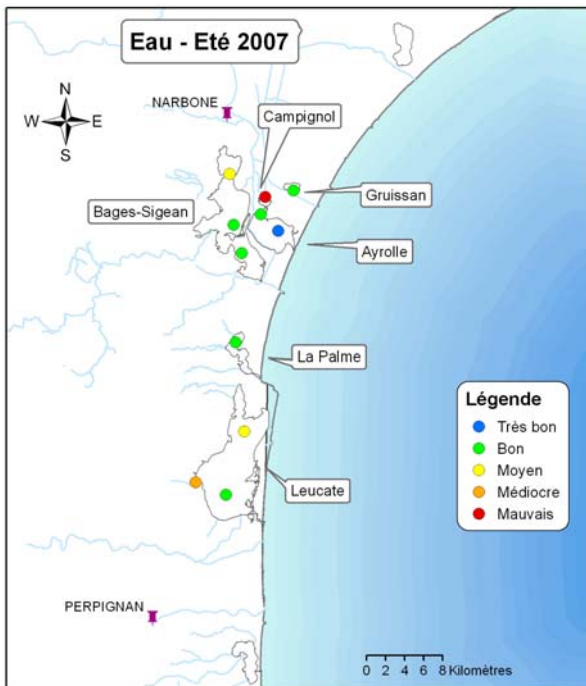 Eau - Eté 2007
N
W E
S
NARBONE
Campignol
Gruissan
Bages-Sigean
Ayrolle
La Palme
Légende
Très bon
Bon
Moyen
Médiocre
Mauvais
Leucate
PERPIGNAN
0 2 4 6 8 Kilomètres